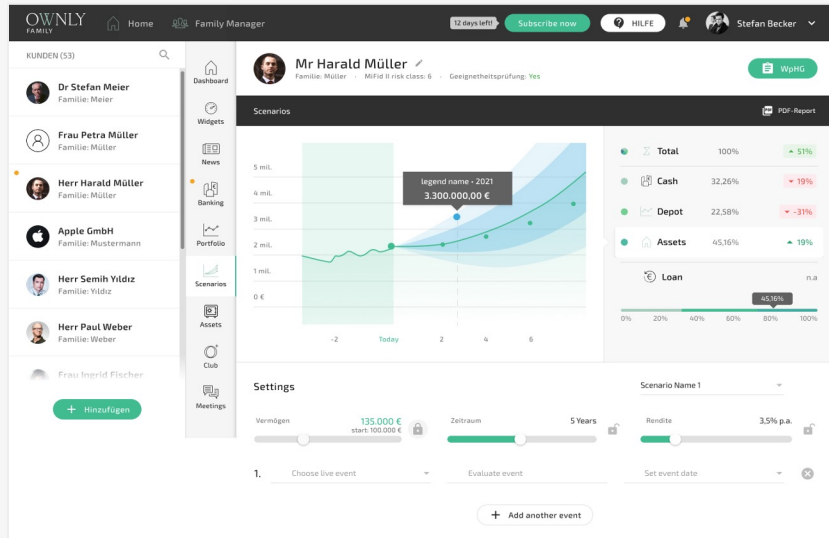 OWNLY
FAMILY
Home
Family Manager
12 days left!
Subscribe now
HILFE
Stefan Becker
KUNDEN (53)
Dr Stefan Meier
Familie: Meier
Frau Petra Müller
Familie: Müller
Herr Harald Müller
Familie: Müller
Apple GmbH
Familie: Mustermann
Herr Semih Yıldız
Familie: Yıldız
Herr Paul Weber
Familie: Weber
Frau Ingrid Fischer
+ Hinzufügen
Dashboard
Widgets
News
Banking
Portfolio
Scenarios
Assets
Club
Meetings
Mr Harald Müller
Familie: Müller - MiFid II risk class: 6 - Geeignetheitsprüfung: Yes
WpHG
Scenarios
PDF-Report
5 mil.
4 mil.
3 mil.
2 mil.
1 mil.
0 €
legend name - 2021
3.300.000,00 €
-2 Today 2 4 6
Total 100% 51%
Cash 32,26% 19%
Depot 22,58% -31%
Assets 45,16% 19%
Loan n.a
45,16%
0% 20% 40% 60% 80% 100%
Settings
Scenario Name 1
Vermögen 135.000 €
start: 100.000 €
Zeitraum 5 Years
Rendite 3,5% p.a.
1. Choose live event Evaluate event Set event date
+ Add another event